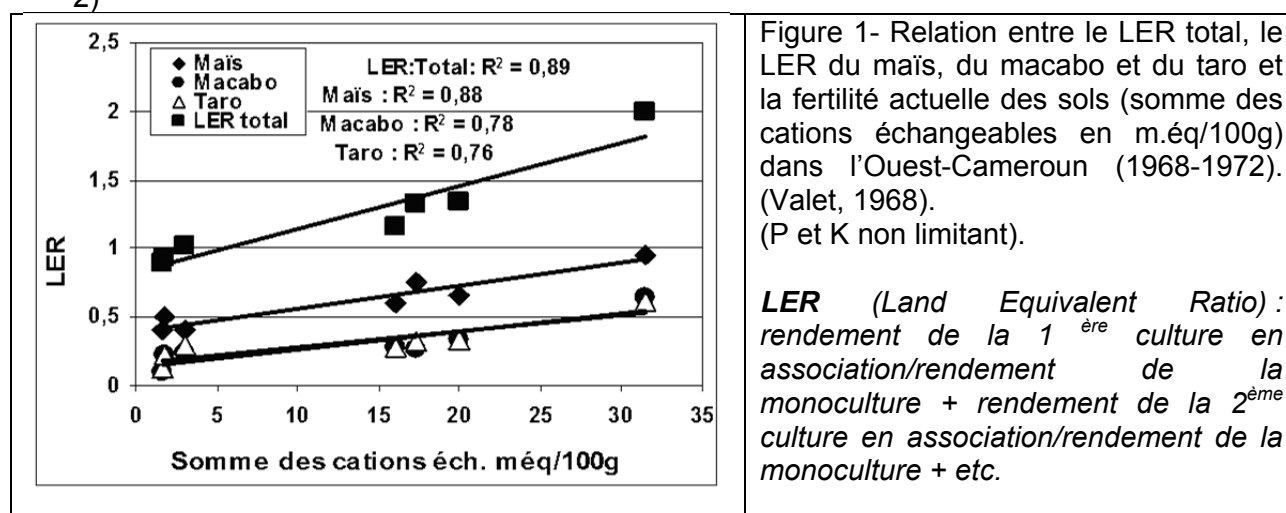 2)
2,5
2
1,5
1
0,5
0
LER
Maïs
Macabo
Taro
LER total
LER:Total: R² = 0,89
Maïs : R² = 0,88
Macabo : R² = 0,78
Taro : R² = 0,76
0 5 10 15 20 25 30 35
Somme des cations éch. méq/100g
Figure 1- Relation entre le LER total, le
LER du maïs, du macabo et du taro et
la fertilité actuelle des sols (somme des
cations échangeables en m.éq/100g)
dans l'Ouest-Cameroun (1968-1972).
(Valet, 1968).
(P et K non limitant).
LER (Land Equivalent Ratio) :
rendement de la 1 ère culture en
association/rendement de la
monoculture + rendement de la 2ème
culture en association/rendement de la
monoculture + etc.